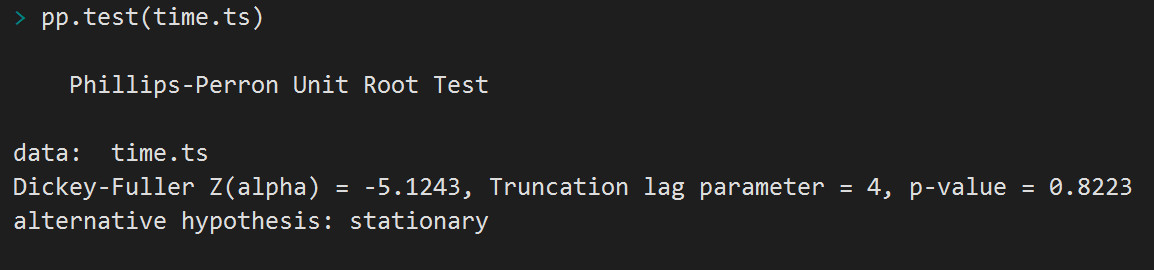 > pp.test(time.ts)
Phillips-Perron Unit Root Test
data:  time.ts
Dickey-Fuller Z(alpha) = -5.1243, Truncation lag parameter = 4, p-value = 0.8223
alternative hypothesis: stationary